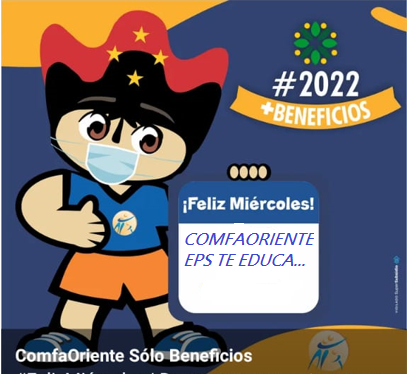 #2022
+BENEFICIOS
¡Feliz Miércoles!
COMFAORIENTE
EPS TE EDUCA...
ComfaOriente Sólo Beneficios